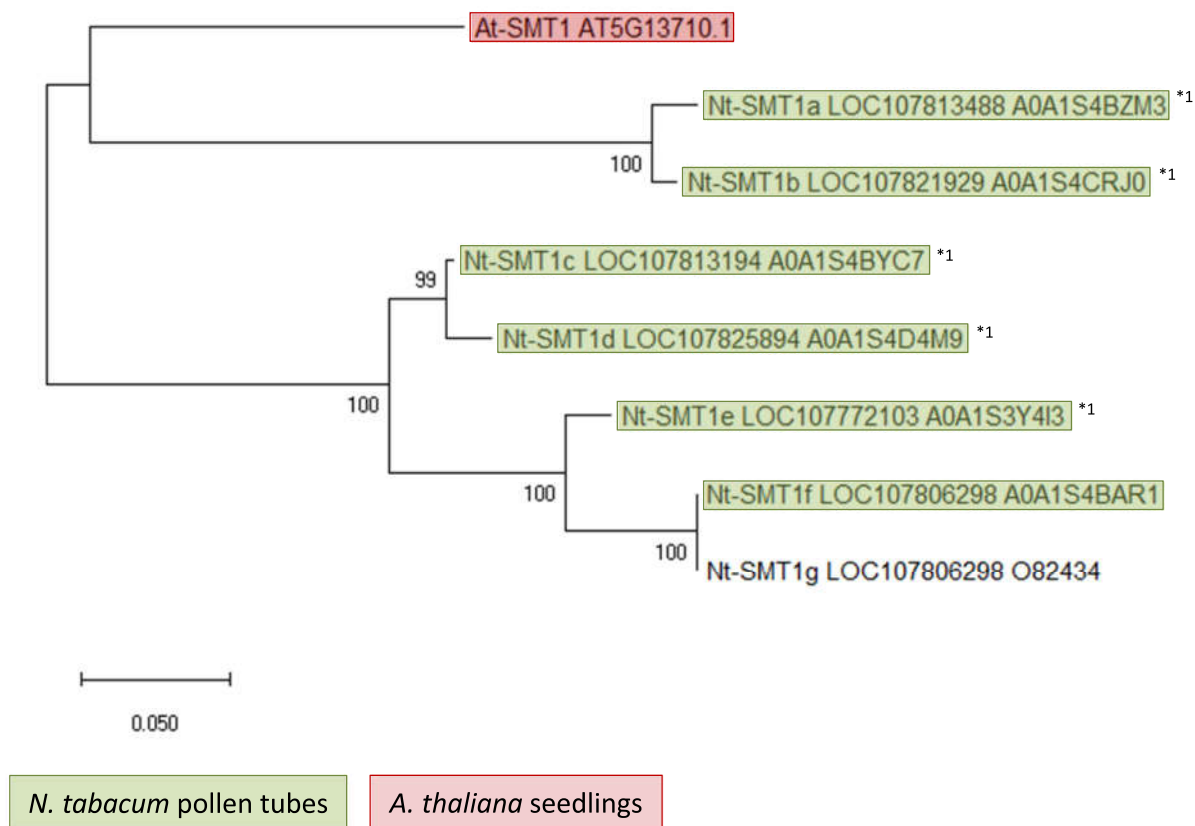 At-SMT1 AT5G13710.1
Nt-SMT1a LOC107813488 A0A1S4BZM3 *1
100
Nt-SMT1b LOC107821929 A0A1S4CRJ0 *1
Nt-SMT1c LOC107813194 A0A1S4BYC7 *1
99
Nt-SMT1d LOC107825894 A0A1S4D4M9 *1
100
Nt-SMT1e LOC107772103 A0A1S3Y4I3 *1
100
Nt-SMT1f LOC107806298 A0A1S4BAR1
100
Nt-SMT1g LOC107806298 O82434
0.050
N. tabacum pollen tubes
A. thaliana seedlings